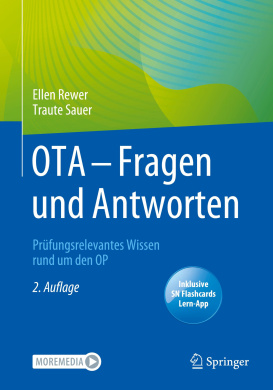 Ellen Rewer
Traute Sauer
OTA – Fragen
und Antworten
Prüfungsrelevantes Wissen
rund um den OP
2. Auflage
Inklusive
SN Flashcards
Lern-App
MOREMEDIA
Springer